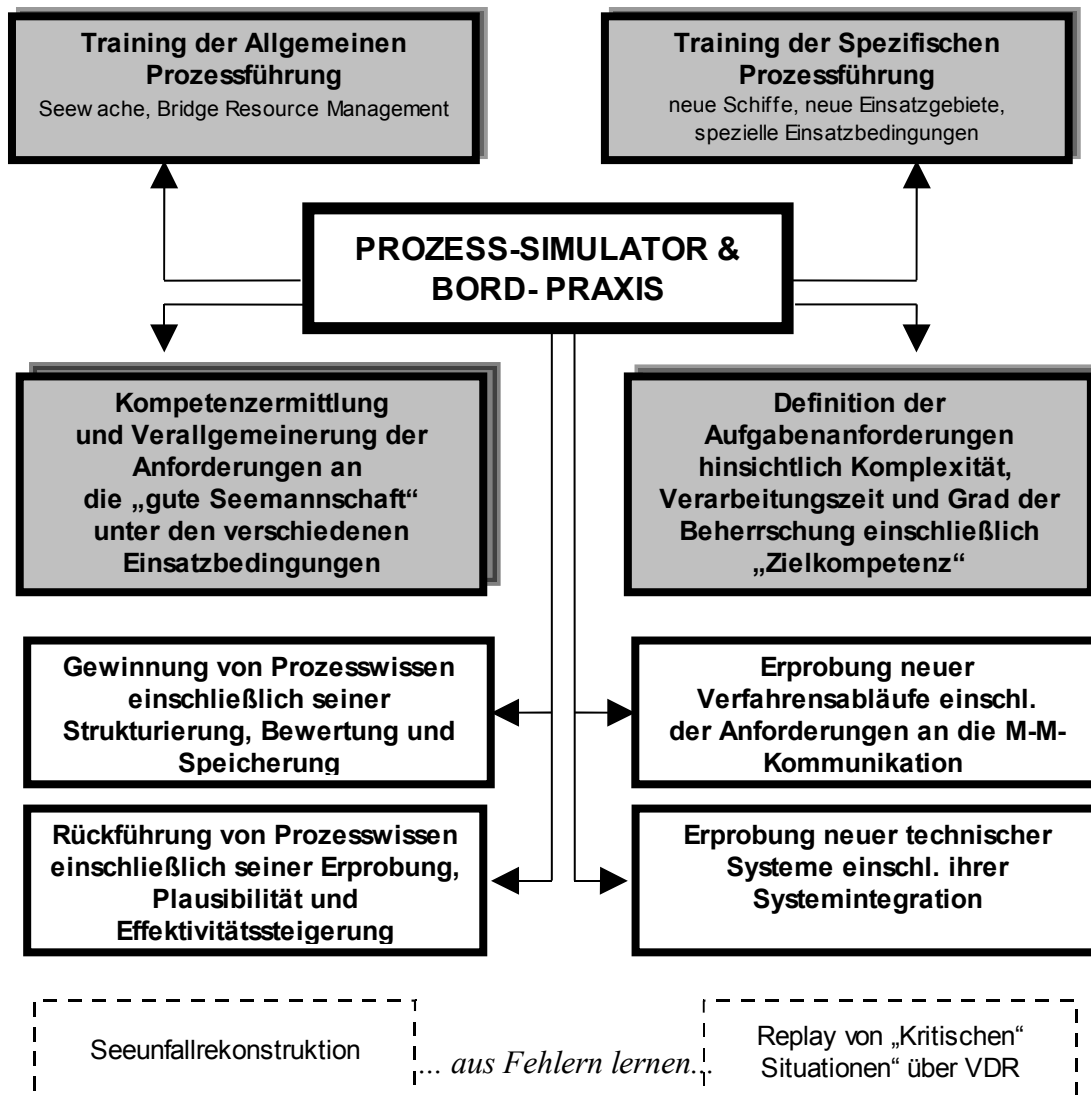 Training der Allgemeinen
Prozessführung
Seewache, Bridge Resource Management
Training der Spezifischen
Prozessführung
neue Schiffe, neue Einsatzgebiete,
spezielle Einsatzbedingungen
PROZESS-SIMULATOR &
BORD- PRAXIS
Kompetenzermittlung
und Verallgemeinerung der
Anforderungen an
die „gute Seemannschaft“
unter den verschiedenen
Einsatzbedingungen
Definition der
Aufgabenanforderungen
hinsichtlich Komplexität,
Verarbeitungszeit und Grad der
Beherrschung einschließlich
„Zielkompetenz“
Gewinnung von Prozesswissen
einschließlich seiner
Strukturierung, Bewertung und
Speicherung
Erprobung neuer
Verfahrensabläufe einschl.
der Anforderungen an die M-M-
Kommunikation
Rückführung von Prozesswissen
einschließlich seiner Erprobung,
Plausibilität und
Effektivitätssteigerung
Erprobung neuer technischer
Systeme einschl. ihrer
Systemintegration
Seeunfallrekonstruktion
... aus Fehlern lernen...
Replay von „Kritischen“
Situationen“ über VDR